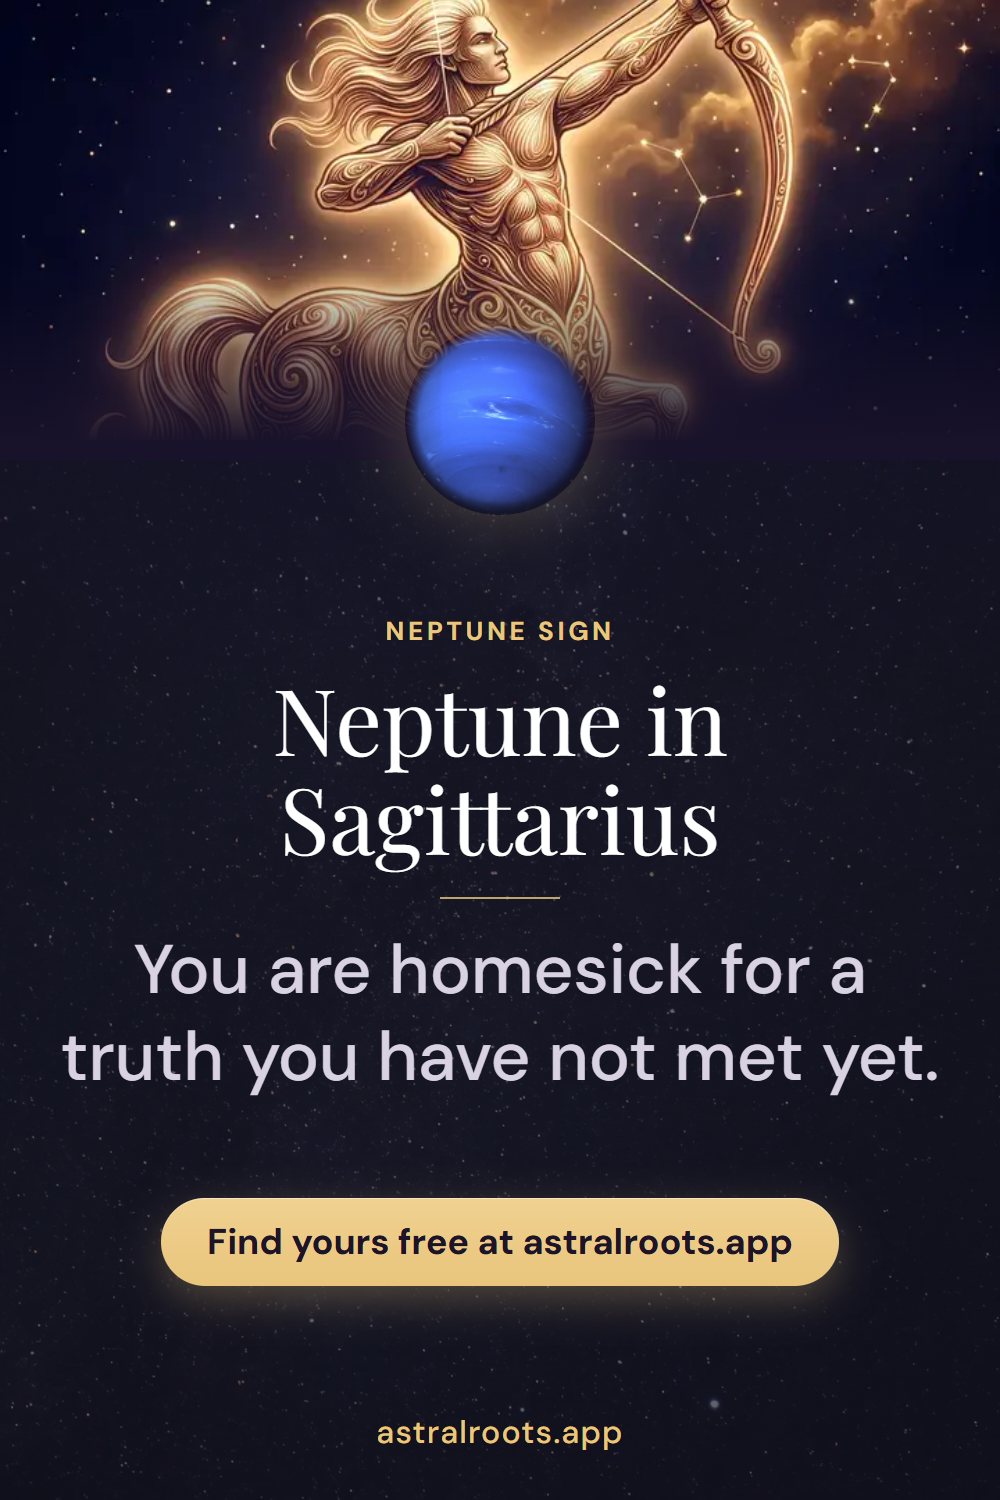 NEPTUNE SIGN
Neptune in
Sagittarius
You are homesick for a
truth you have not met yet.
Find yours free at astralroots.app
astralroots.app